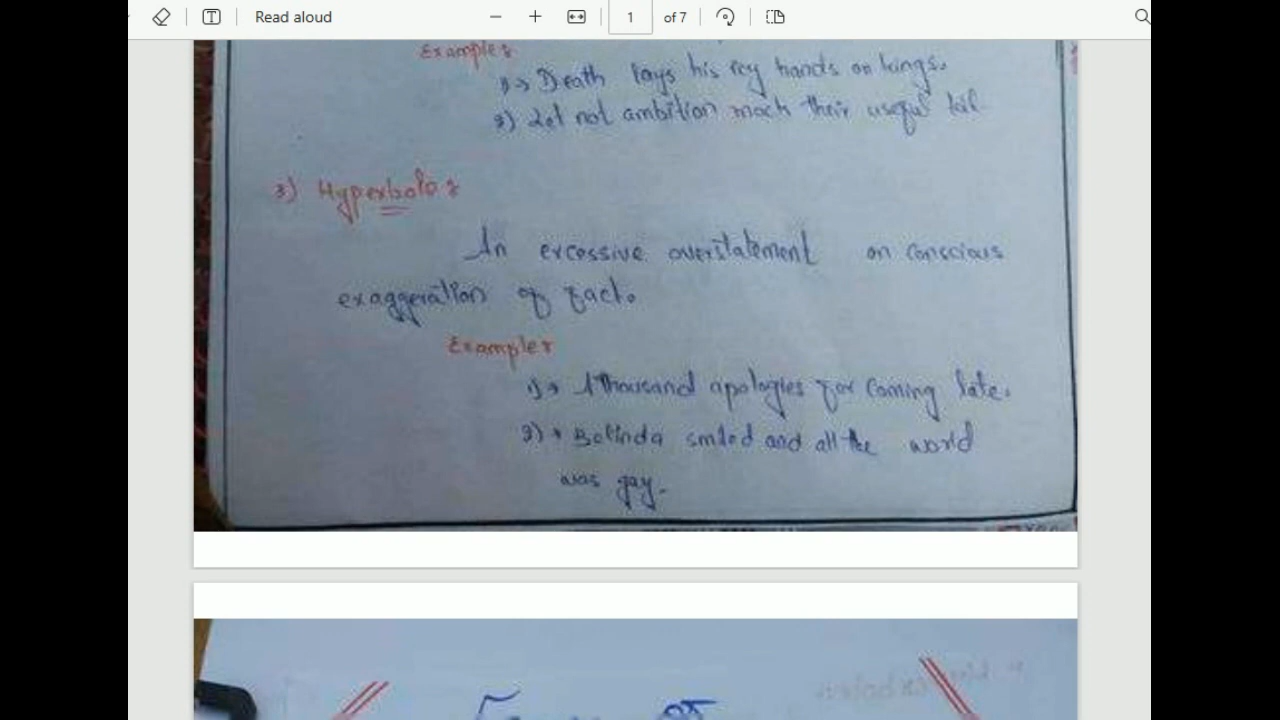 Read aloud
1 of 7
Examples
1) → Death lays his icy hands on kings.
2) Let not ambition mock their useful toil
3) Hyperbole :
An excessive overstatement or conscious
exaggeration of fact.
Examples
1) → A thousand apologies for coming late.
2) → Belinda smiled and all the world
was gay.